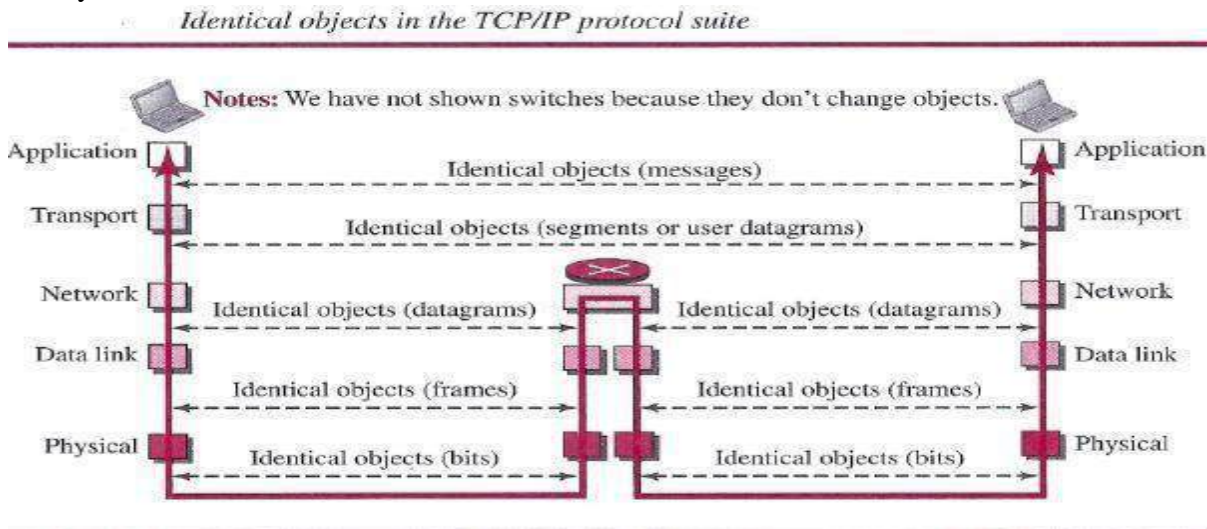 Identical objects in the TCP/IP protocol suite
Notes: We have not shown switches because they don't change objects.
Application
Application
Identical objects (messages)
Transport
Transport
Identical objects (segments or user datagrams)
Network
Network
Identical objects (datagrams)
Identical objects (datagrams)
Data link
Data link
Identical objects (frames)
Identical objects (frames)
Physical
Physical
Identical objects (bits)
Identical objects (bits)